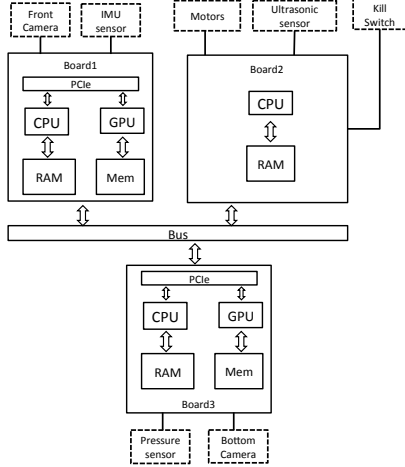 Front
Camera
IMU
sensor
Motors
Ultrasonic
sensor
Kill
Switch
Board1
PCIe
CPU
GPU
RAM
Mem
Board2
CPU
RAM
Bus
PCIe
CPU
GPU
RAM
Mem
Board3
Pressure
sensor
Bottom
Camera